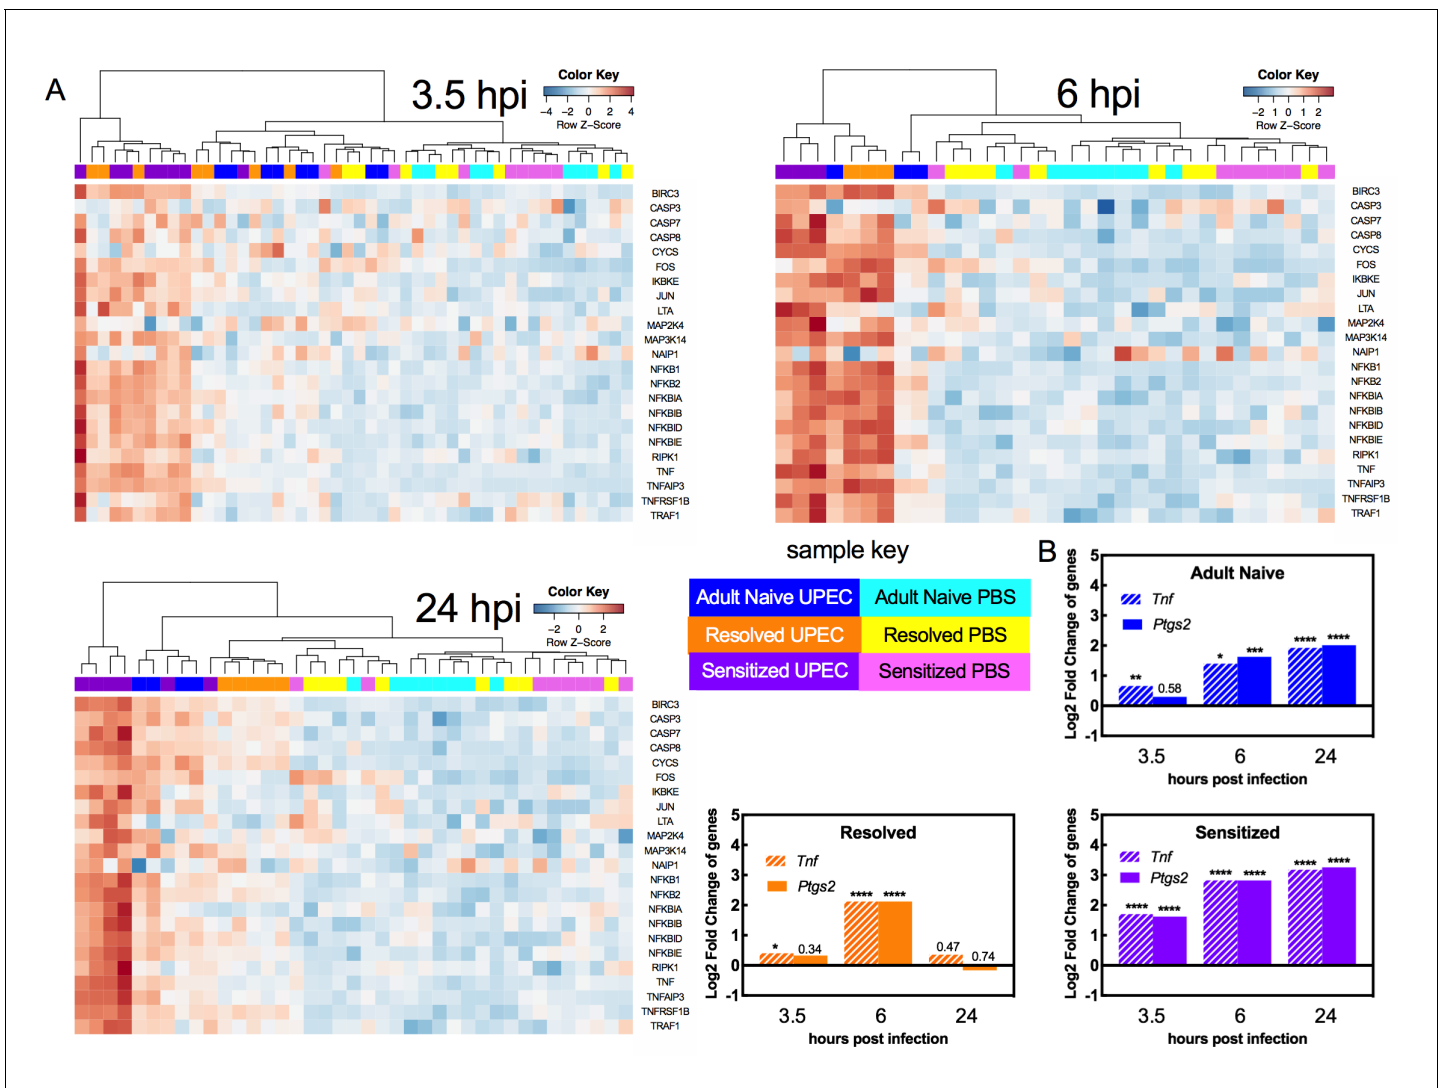 A
3.5 hpi
Color Key
−4 −2 0 2 4
Row Z−Score
BIRC3
CASP3
CASP7
CASP8
CYCS
FOS
IKBKE
JUN
LTA
MAP2K4
MAP3K14
NAIP1
NFKB1
NFKB2
NFKBIA
NFKBIB
NFKBID
NFKBIE
RIPK1
TNF
TNFAIP3
TNFRSF1B
TRAF1
6 hpi
Color Key
−2 1 0 1 2
Row Z−Score
BIRC3
CASP3
CASP7
CASP8
CYCS
FOS
IKBKE
JUN
LTA
MAP2K4
MAP3K14
NAIP1
NFKB1
NFKB2
NFKBIA
NFKBIB
NFKBID
NFKBIE
RIPK1
TNF
TNFAIP3
TNFRSF1B
TRAF1
24 hpi
Color Key
−2 0 2
Row Z−Score
BIRC3
CASP3
CASP7
CASP8
CYCS
FOS
IKBKE
JUN
LTA
MAP2K4
MAP3K14
NAIP1
NFKB1
NFKB2
NFKBIA
NFKBIB
NFKBID
NFKBIE
RIPK1
TNF
TNFAIP3
TNFRSF1B
TRAF1
sample key
Adult Naive UPEC Adult Naive PBS
Resolved UPEC Resolved PBS
Sensitized UPEC Sensitized PBS
B
Adult Naive
Log2 Fold Change of genes
5
4
3
2
1
0
-1
Tnf
Ptgs2
** 0.58 * *** **** ****
3.5 6 24
hours post infection
Resolved
Log2 Fold Change of genes
5
4
3
2
1
0
-1
Tnf
Ptgs2
* 0.34 **** **** 0.47 0.74
3.5 6 24
hours post infection
Sensitized
Log2 Fold Change of genes
5
4
3
2
1
0
-1
Tnf
Ptgs2
**** **** **** **** **** ****
3.5 6 24
hours post infection